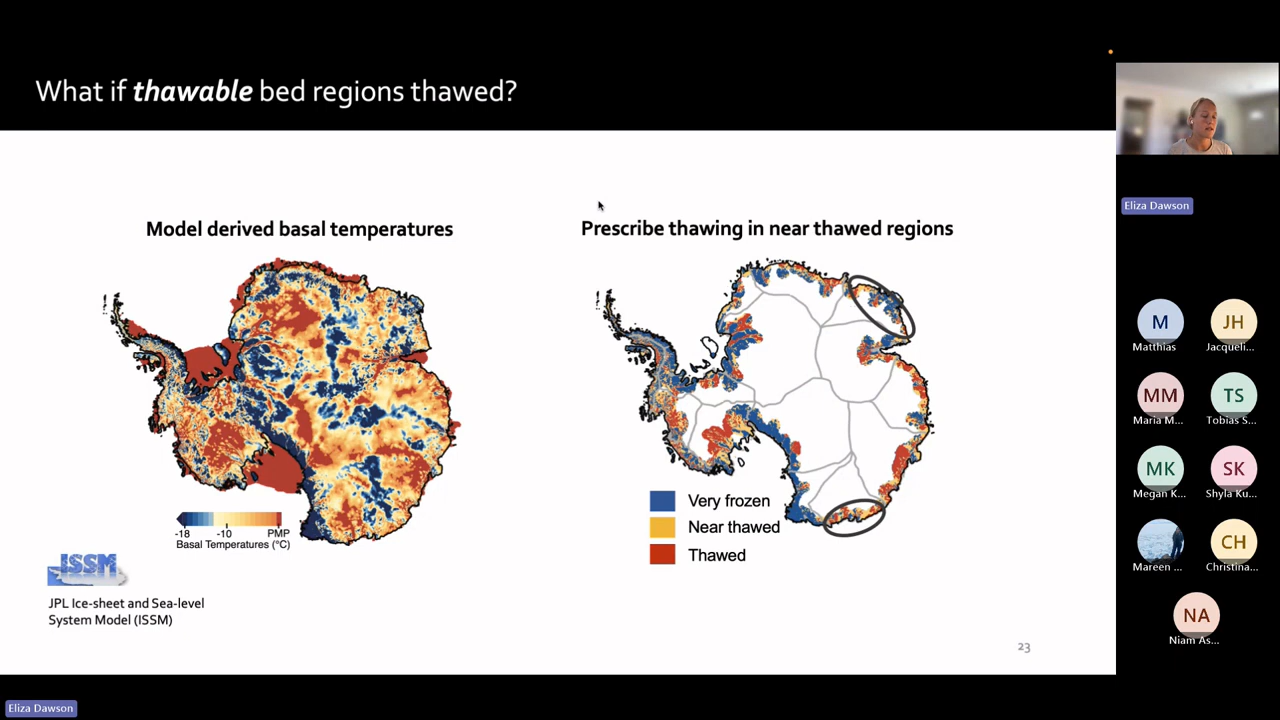 What if thawable bed regions thawed?
Model derived basal temperatures
Prescribe thawing in near thawed regions
-18
-10
PMP
Basal Temperatures (°C)
Very frozen
Near thawed
Thawed
ISSM
JPL Ice-sheet and Sea-level
System Model (ISSM)
23
Eliza Dawson
Eliza Dawson
M
JH
Matthias
Jacqueli...
MM
TS
Maria M...
Tobias S...
MK
SK
Megan K...
Shyla Ku...
CH
Mareen ...
Christina...
NA
Niam As...